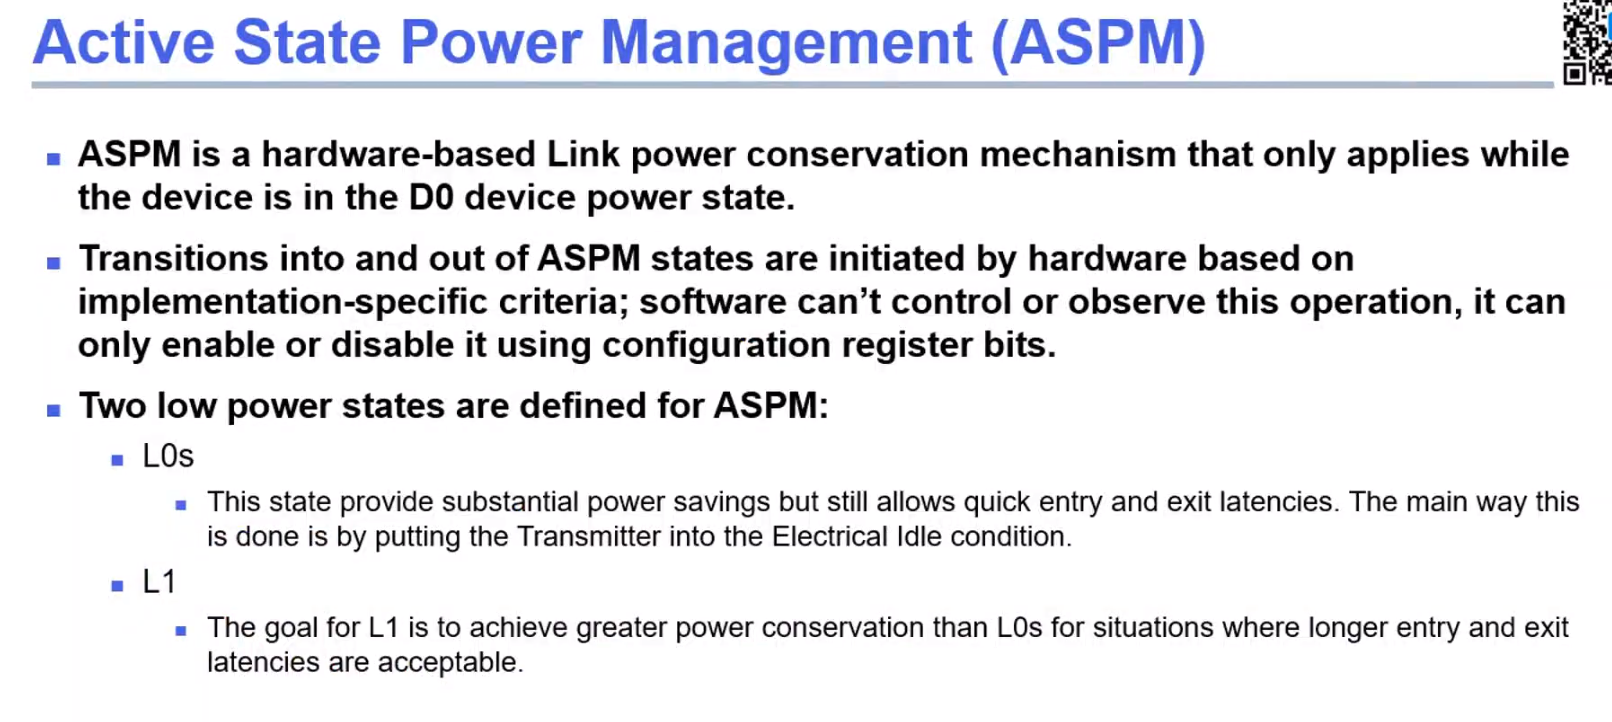 Active State Power Management (ASPM)
ASPM is a hardware-based Link power conservation mechanism that only applies while
the device is in the D0 device power state.
Transitions into and out of ASPM states are initiated by hardware based on
implementation-specific criteria; software can’t control or observe this operation, it can
only enable or disable it using configuration register bits.
Two low power states are defined for ASPM:
L0s
This state provide substantial power savings but still allows quick entry and exit latencies. The main way this
is done is by putting the Transmitter into the Electrical Idle condition.
L1
The goal for L1 is to achieve greater power conservation than L0s for situations where longer entry and exit
latencies are acceptable.